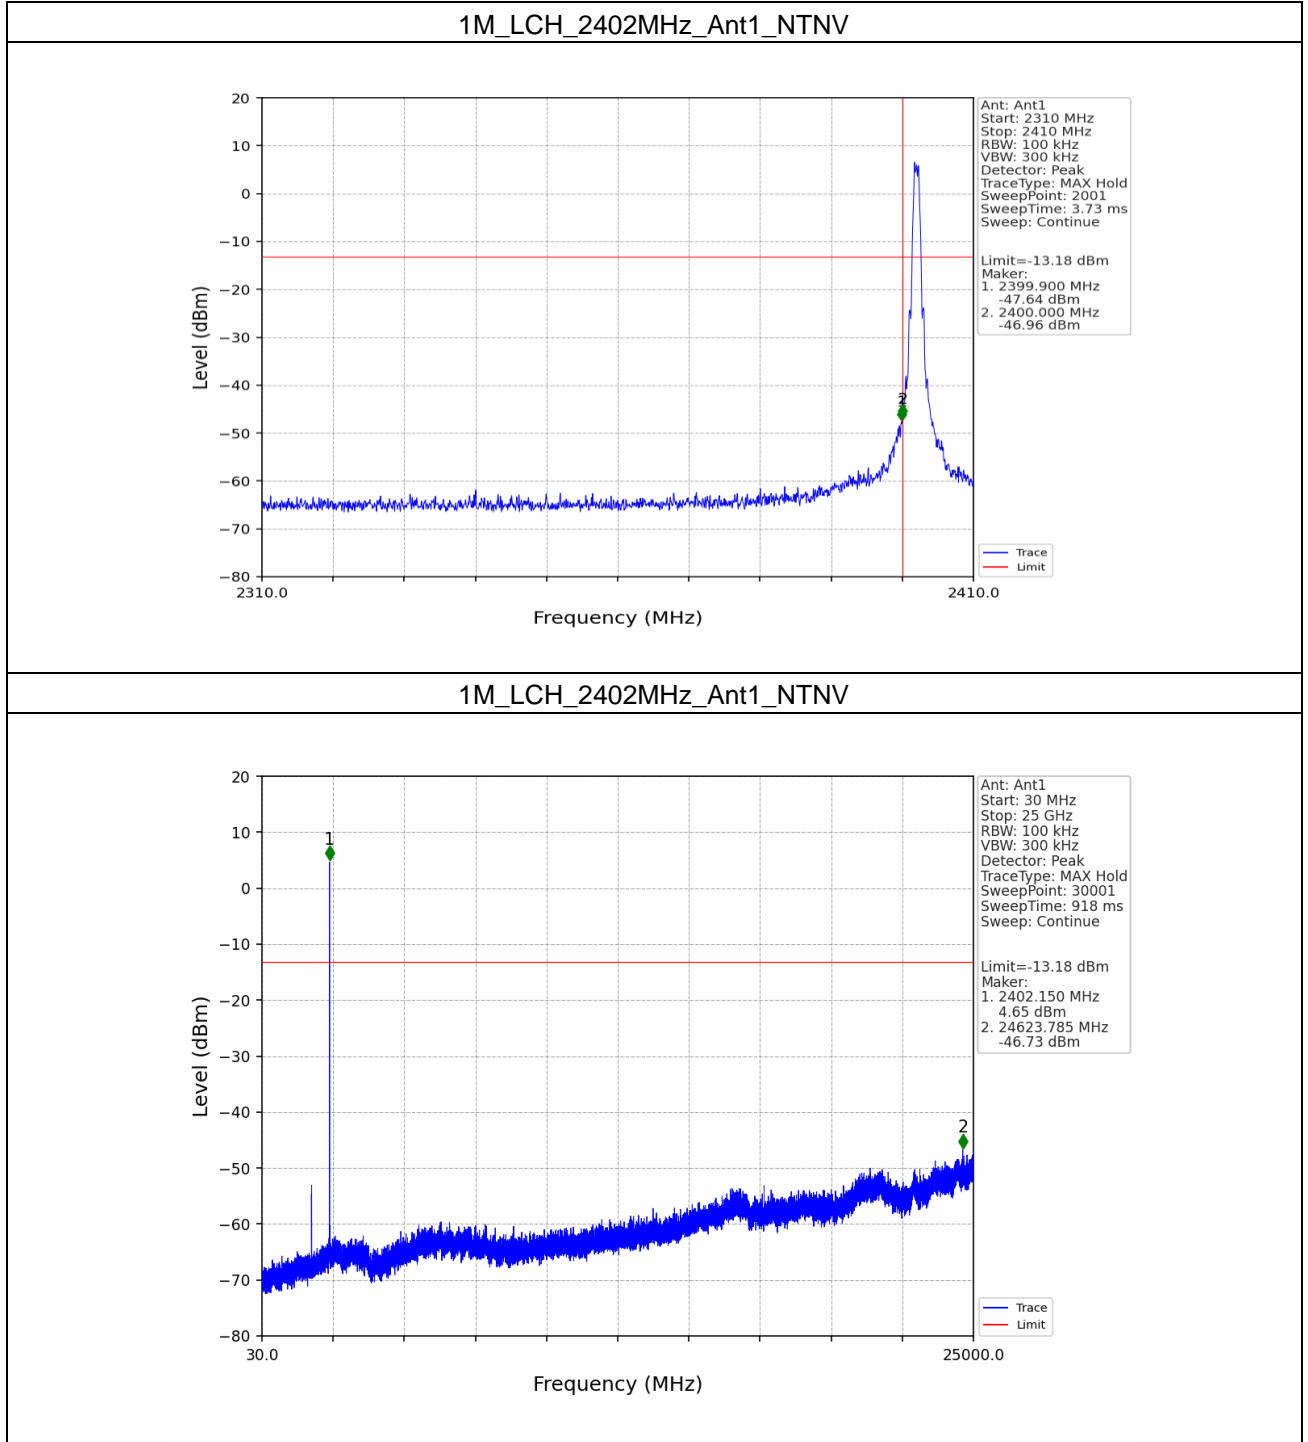 1M_LCH_2402MHz_Ant1_NTNV
20
10
0
−10
−20
−30
−40
−50
−60
−70
−80
Level (dBm)
2310.0
2410.0
Frequency (MHz)
2
Ant: Ant1
Start: 2310 MHz
Stop: 2410 MHz
RBW: 100 kHz
VBW: 300 kHz
Detector: Peak
TraceType: MAX Hold
SweepPoint: 2001
SweepTime: 3.73 ms
Sweep: Continue
Limit=-13.18 dBm
Maker:
1. 2399.900 MHz
-47.64 dBm
2. 2400.000 MHz
-46.96 dBm
Trace
Limit
1M_LCH_2402MHz_Ant1_NTNV
20
10
0
−10
−20
−30
−40
−50
−60
−70
−80
Level (dBm)
30.0
25000.0
Frequency (MHz)
1
2
Ant: Ant1
Start: 30 MHz
Stop: 25 GHz
RBW: 100 kHz
VBW: 300 kHz
Detector: Peak
TraceType: MAX Hold
SweepPoint: 30001
SweepTime: 918 ms
Sweep: Continue
Limit=-13.18 dBm
Maker:
1. 2402.150 MHz
4.65 dBm
2. 24623.785 MHz
-46.73 dBm
Trace
Limit